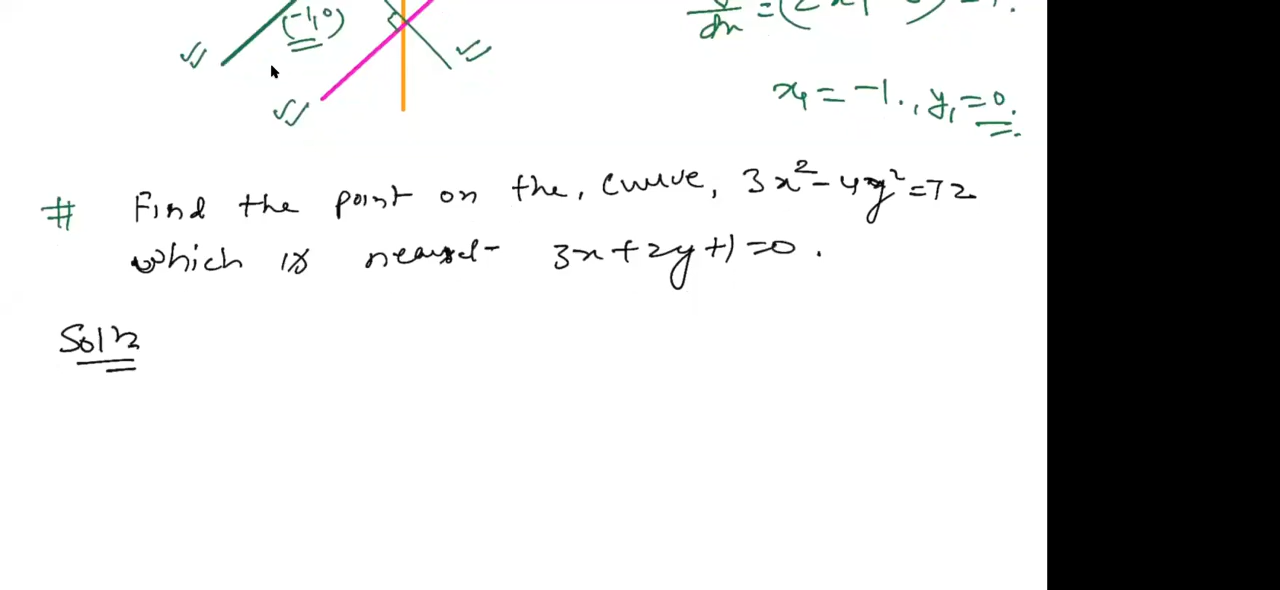 (-1,0)
x₁ = -1., y₁ = 0.
# Find the point on the, curve, 3x² - 4y² = 72
which is nearest 3x + 2y + 1 = 0.
Solⁿ